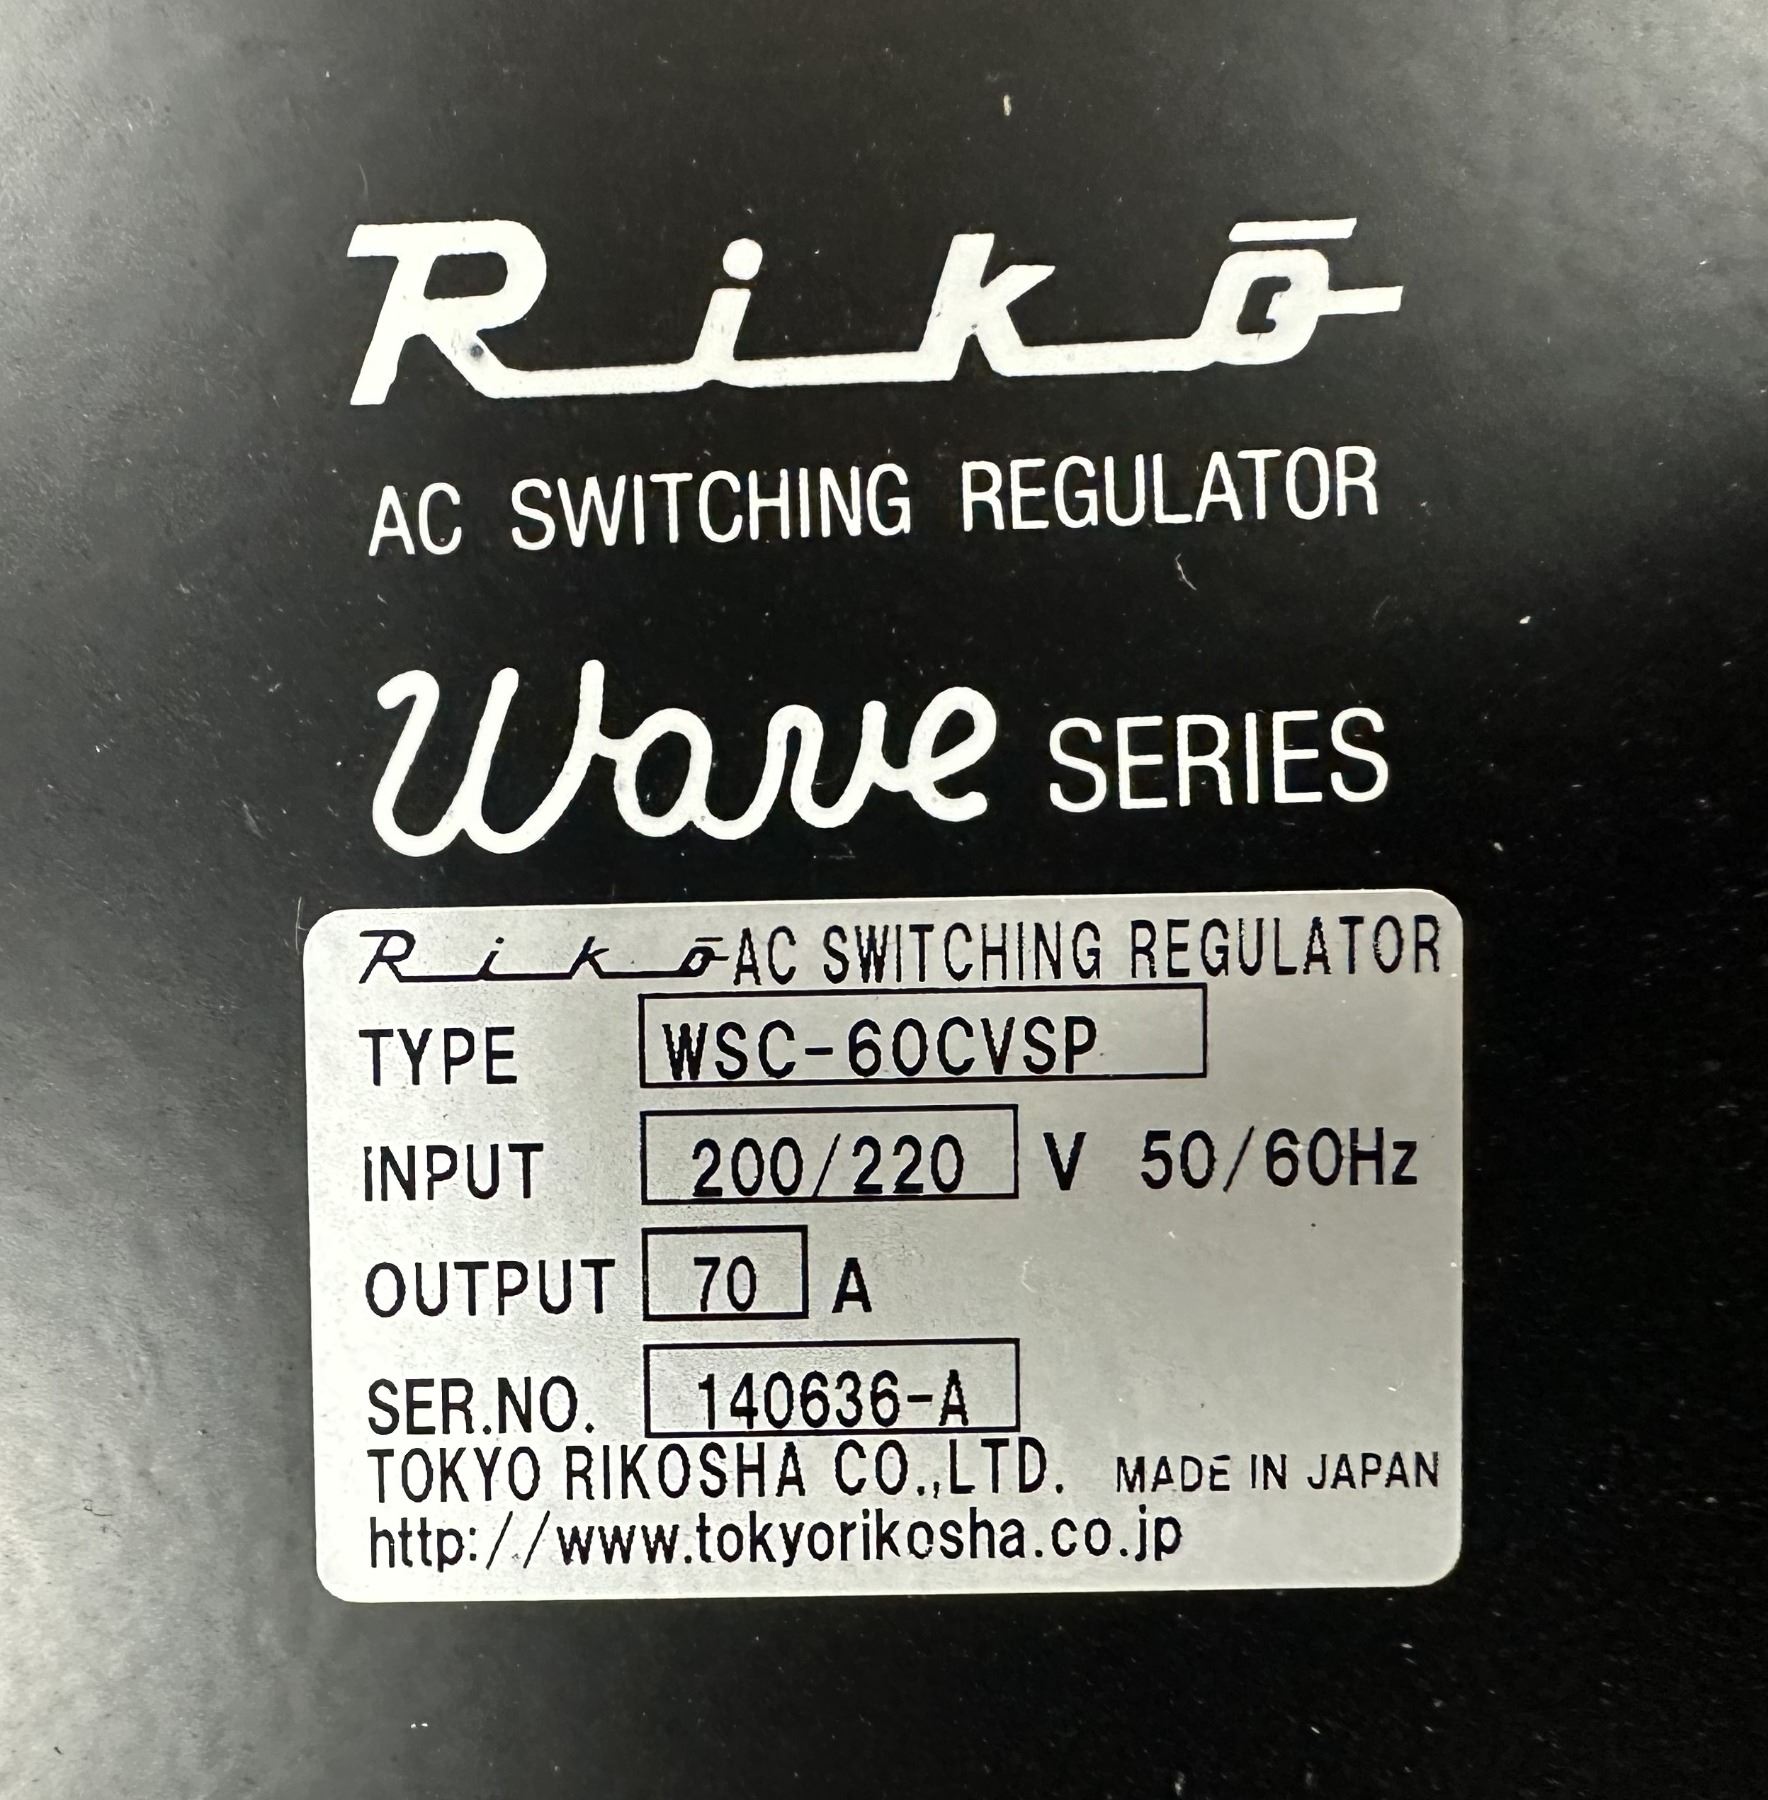 Rikō
AC SWITCHING REGULATOR
Wave SERIES
Rikō AC SWITCHING REGULATOR
TYPE WSC-60CVSP
INPUT 200/220 V 50/60Hz
OUTPUT 70 A
SER.NO. 140636-A
TOKYO RIKOSHA CO.,LTD. MADE IN JAPAN
http://www.tokyorikosha.co.jp